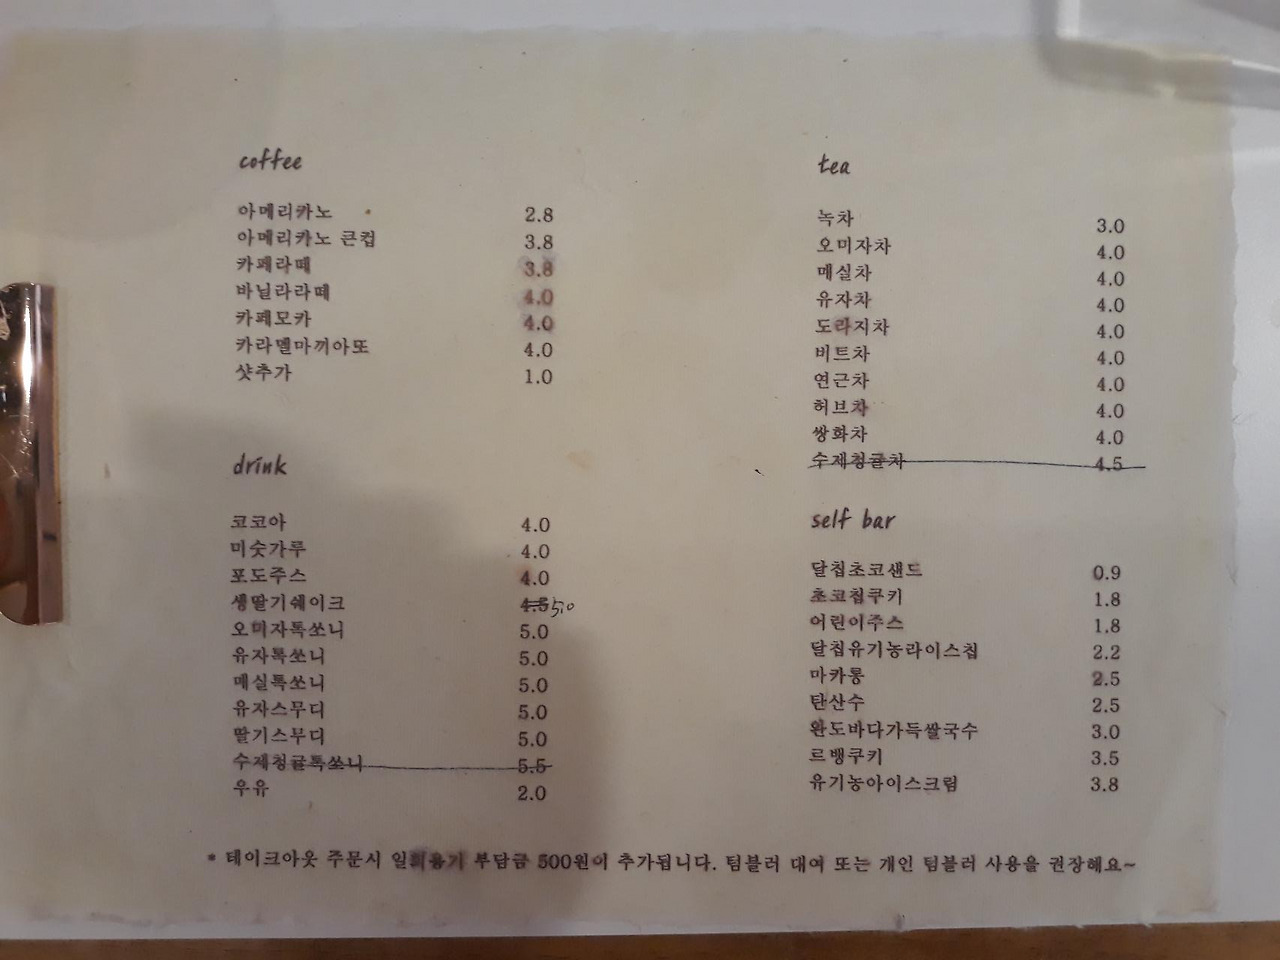 coffee
아메리카노 2.8
아메리카노 큰컵 3.8
카페라떼 3.8
바닐라라떼 4.0
카페모카 4.0
카라멜마끼아또 4.0
샷추가 1.0
drink
코코아 4.0
미숫가루 4.0
포도주스 4.0
생딸기쉐이크 4.5 5.0
오미자톡쏘니 5.0
유자톡쏘니 5.0
매실톡쏘니 5.0
유자스무디 5.0
딸기스무디 5.0
수제청귤톡쏘니 5.5
우유 2.0
tea
녹차 3.0
오미자차 4.0
매실차 4.0
유자차 4.0
도라지차 4.0
비트차 4.0
연근차 4.0
허브차 4.0
쌍화차 4.0
수제청귤차 4.5
self bar
달칩초코샌드 0.9
초코칩쿠키 1.8
어린이주스 1.8
달칩유기농라이스칩 2.2
마카롱 2.5
탄산수 2.5
완도바다가득쌀국수 3.0
르뱅쿠키 3.5
유기농아이스크림 3.8
* 테이크아웃 주문시 일회용기 부담금 500원이 추가됩니다. 텀블러 대여 또는 개인 텀블러 사용을 권장해요~